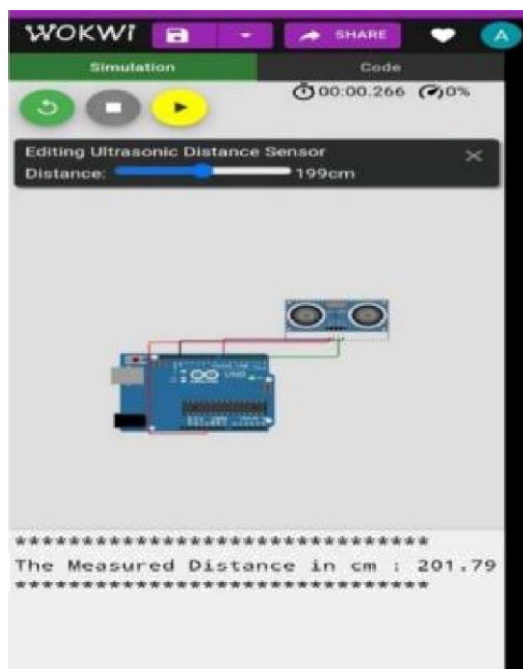 WOKWI SHARE A
Simulation Code
00:00.266 0%
Editing Ultrasonic Distance Sensor
Distance: 199cm
UNO
*******************************
The Measured Distance in cm : 201.79
*******************************